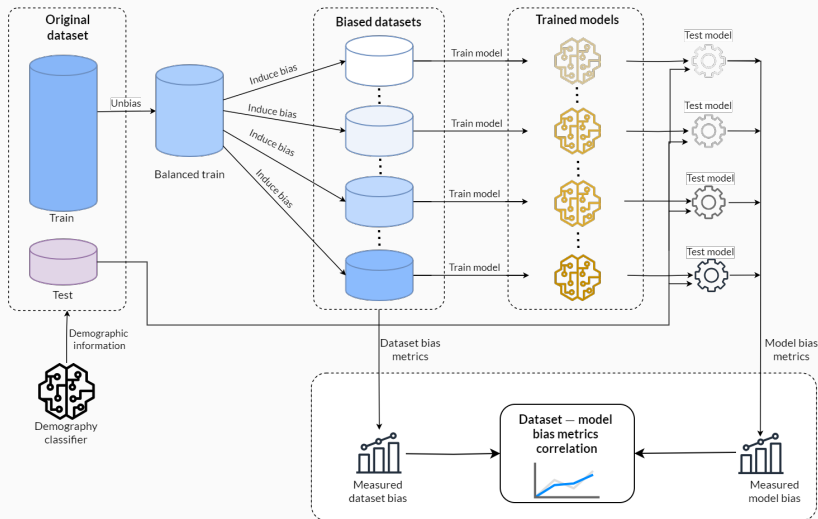 Original
dataset
Train
Test
Unbias
Balanced train
Induce bias
Induce bias
Induce bias
Induce bias
Biased datasets
Train model
Train model
Train model
Train model
Trained models
Test model
Test model
Test model
Test model
Demographic
information
Demography
classifier
Dataset bias
metrics
Model bias
metrics
Measured
dataset bias
Dataset — model
bias metrics
correlation
Measured
model bias